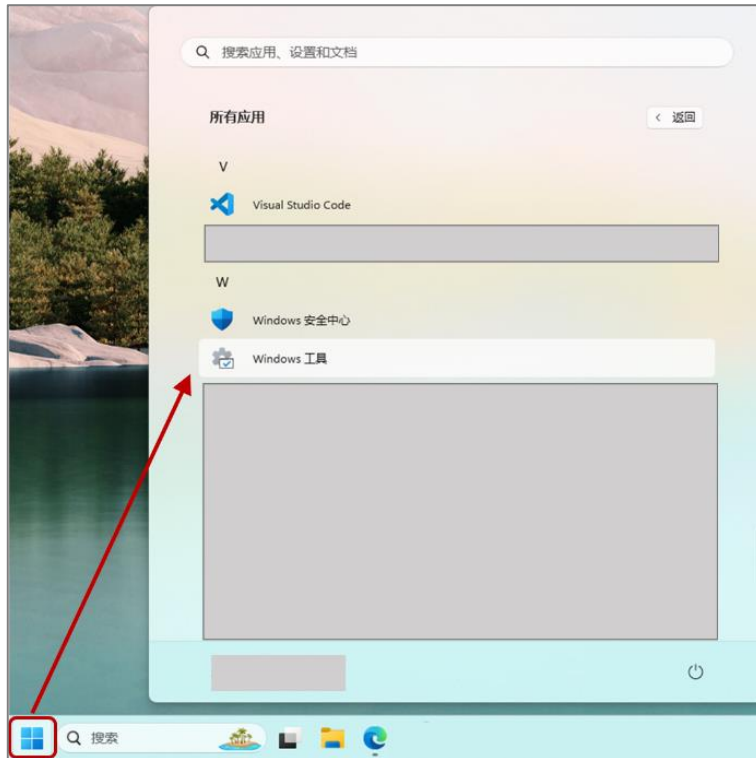 搜索应用、设置和文档
所有应用
返回
V
Visual Studio Code
W
Windows 安全中心
Windows 工具
搜索